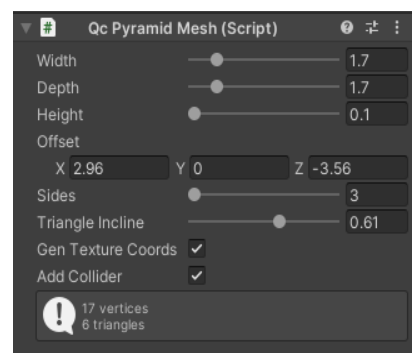 Qc Pyramid Mesh (Script)
Width 1.7
Depth 1.7
Height 0.1
Offset
X 2.96 Y 0 Z -3.56
Sides 3
Triangle Incline 0.61
Gen Texture Coords
Add Collider
17 vertices
6 triangles